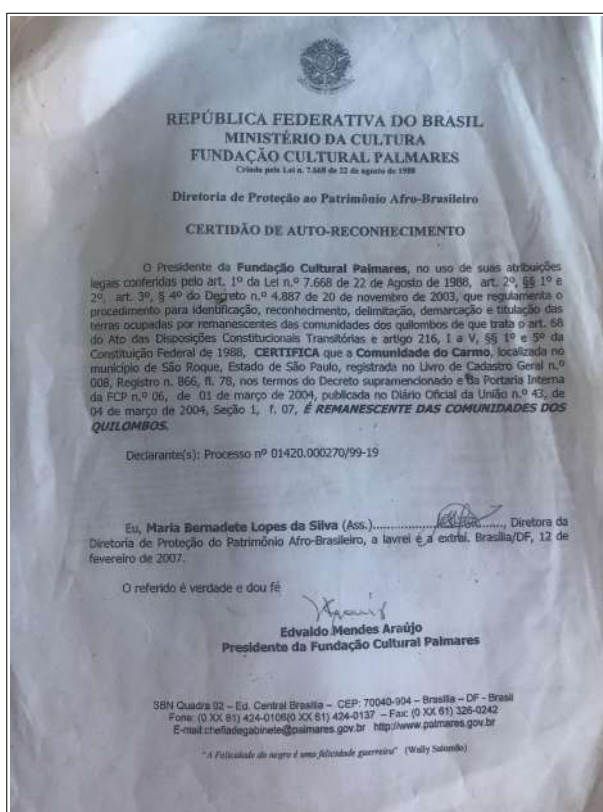 REPÚBLICA FEDERATIVA DO BRASIL
MINISTÉRIO DA CULTURA
FUNDAÇÃO CULTURAL PALMARES
Criada pela Lei n. 7.668 de 22 de agosto de 1988
Diretoria de Proteção ao Patrimônio Afro-Brasileiro
CERTIDÃO DE AUTO-RECONHECIMENTO
O Presidente da Fundação Cultural Palmares, no uso de suas atribuições
legais conferidas pelo art. 1º da Lei n.º 7.668 de 22 de Agosto de 1988, art. 2º, §§ 1º e
2º, art. 3º, § 4º do Decreto n.º 4.887 de 20 de novembro de 2003, que regulamenta o
procedimento para identificação, reconhecimento, delimitação, demarcação e titulação das
terras ocupadas por remanescentes das comunidades dos quilombos de que trata o art. 68
do Ato das Disposições Constitucionais Transitórias e artigo 216, I a V, §§ 1º e 5º da
Constituição Federal de 1988, CERTIFICA que a Comunidade do Carmo, localizada no
município de São Roque, Estado de São Paulo, registrada no Livro de Cadastro Geral n.º
008, Registro n. 866, fl. 78, nos termos do Decreto supramencionado e da Portaria Interna
da FCP n.º 06, de 01 de março de 2004, publicada no Diário Oficial da União n.º 43, de
04 de março de 2004, Seção 1, f. 07, É REMANESCENTE DAS COMUNIDADES DOS
QUILOMBOS.
Declarante(s): Processo nº 01420.000270/99-19
Eu, Maria Bernadete Lopes da Silva (Ass.)........................, Diretora da
Diretoria de Proteção do Patrimônio Afro-Brasileiro, a lavrei e a extraí. Brasília/DF, 12 de
fevereiro de 2007.
O referido é verdade e dou fé
Edvaldo Mendes Araújo
Presidente da Fundação Cultural Palmares
SBN Quadra 02 – Ed. Central Brasília – CEP: 70040-904 – Brasília – DF - Brasil
Fone: (0 XX 61) 424-0106(0 XX 61) 424-0137 – Fax: (0 XX 61) 326-0242
E-mail:chefiadegabinete@palmares.gov.br http://www.palmares.gov.br
"A Felicidade do negro é uma felicidade guerreira" (Wally Salomão)